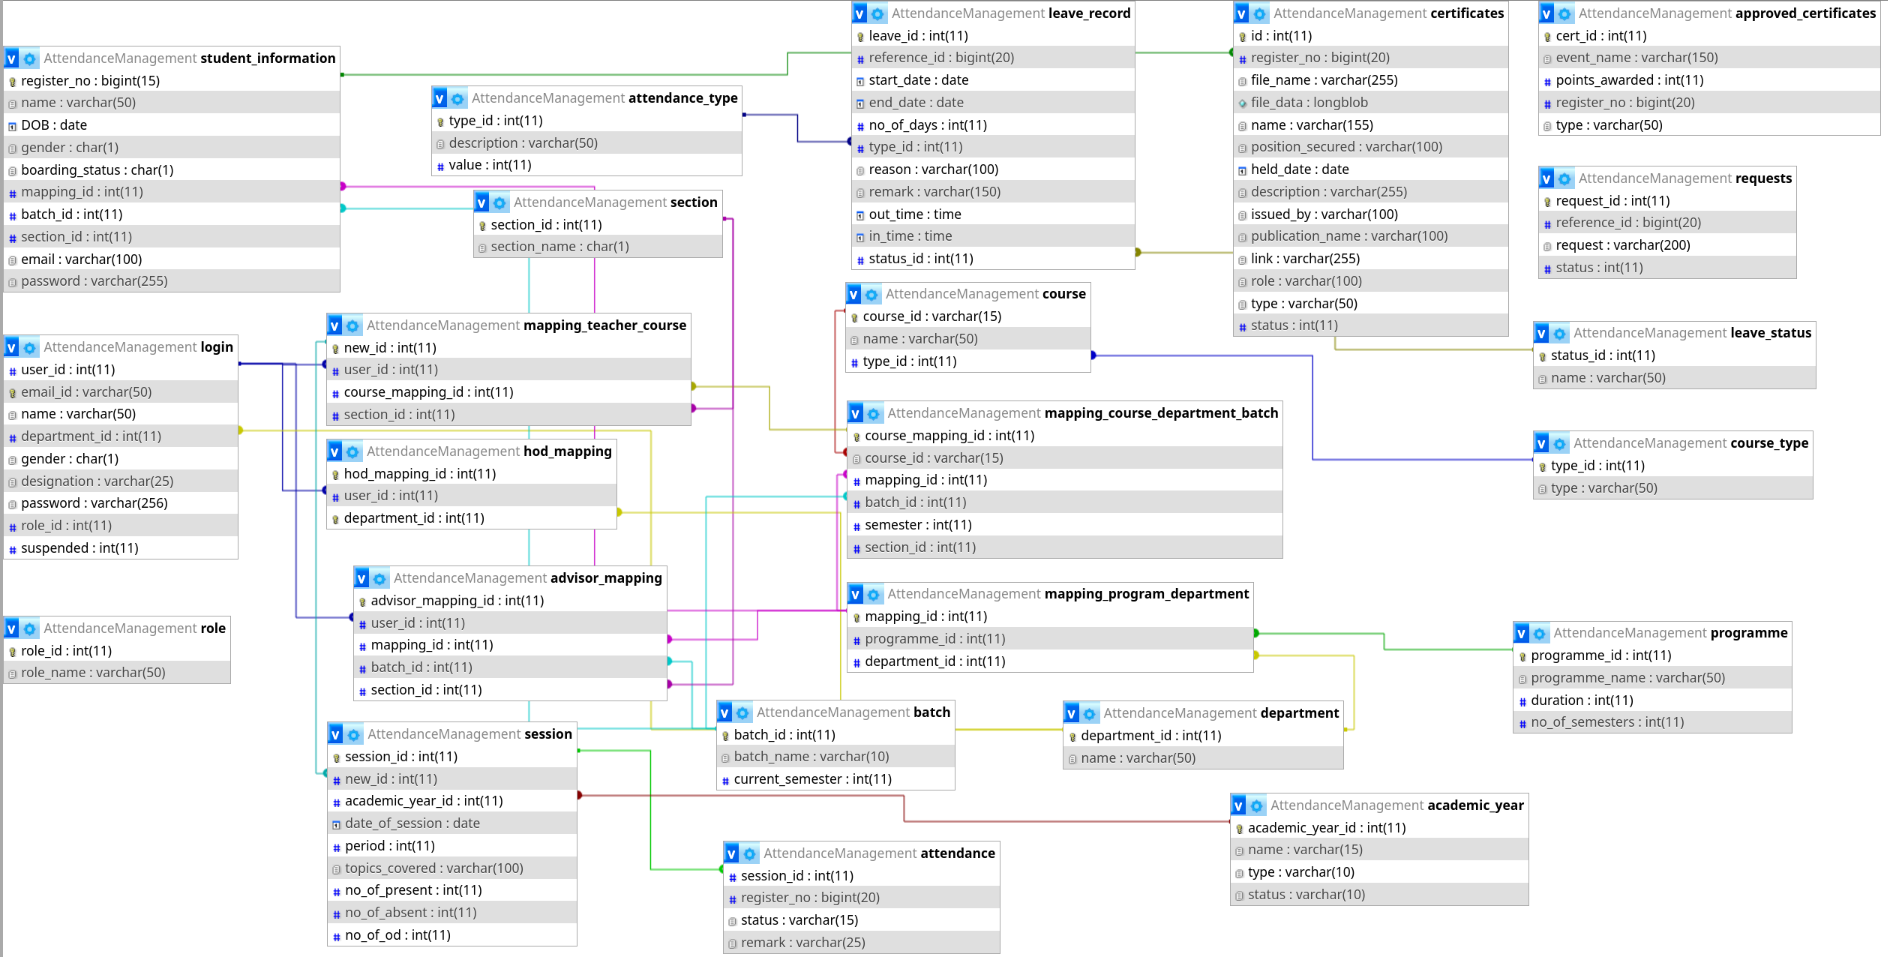 AttendanceManagement student_information
register_no : bigint(15)
name : varchar(50)
DOB : date
gender : char(1)
boarding_status : char(1)
mapping_id : int(11)
batch_id : int(11)
section_id : int(11)
email : varchar(100)
password : varchar(255)
AttendanceManagement attendance_type
type_id : int(11)
description : varchar(50)
value : int(11)
AttendanceManagement section
section_id : int(11)
section_name : char(1)
AttendanceManagement leave_record
leave_id : int(11)
reference_id : bigint(20)
start_date : date
end_date : date
no_of_days : int(11)
type_id : int(11)
reason : varchar(100)
remark : varchar(150)
out_time : time
in_time : time
status_id : int(11)
AttendanceManagement certificates
id : int(11)
register_no : bigint(20)
file_name : varchar(255)
file_data : longblob
name : varchar(155)
position_secured : varchar(100)
held_date : date
description : varchar(255)
issued_by : varchar(100)
publication_name : varchar(100)
link : varchar(255)
role : varchar(100)
type : varchar(50)
status : int(11)
AttendanceManagement approved_certificates
cert_id : int(11)
event_name : varchar(150)
points_awarded : int(11)
register_no : bigint(20)
type : varchar(50)
AttendanceManagement requests
request_id : int(11)
reference_id : bigint(20)
request : varchar(200)
status : int(11)
AttendanceManagement login
user_id : int(11)
email_id : varchar(50)
name : varchar(50)
department_id : int(11)
gender : char(1)
designation : varchar(25)
password : varchar(256)
role_id : int(11)
suspended : int(11)
AttendanceManagement mapping_teacher_course
new_id : int(11)
user_id : int(11)
course_mapping_id : int(11)
section_id : int(11)
AttendanceManagement hod_mapping
hod_mapping_id : int(11)
user_id : int(11)
department_id : int(11)
AttendanceManagement course
course_id : varchar(15)
name : varchar(50)
type_id : int(11)
AttendanceManagement leave_status
status_id : int(11)
name : varchar(50)
AttendanceManagement mapping_course_department_batch
course_mapping_id : int(11)
course_id : varchar(15)
mapping_id : int(11)
batch_id : int(11)
semester : int(11)
section_id : int(11)
AttendanceManagement course_type
type_id : int(11)
type : varchar(50)
AttendanceManagement role
role_id : int(11)
role_name : varchar(50)
AttendanceManagement advisor_mapping
advisor_mapping_id : int(11)
user_id : int(11)
mapping_id : int(11)
batch_id : int(11)
section_id : int(11)
AttendanceManagement mapping_program_department
mapping_id : int(11)
programme_id : int(11)
department_id : int(11)
AttendanceManagement programme
programme_id : int(11)
programme_name : varchar(50)
duration : int(11)
no_of_semesters : int(11)
AttendanceManagement session
session_id : int(11)
new_id : int(11)
academic_year_id : int(11)
date_of_session : date
period : int(11)
topics_covered : varchar(100)
no_of_present : int(11)
no_of_absent : int(11)
no_of_od : int(11)
AttendanceManagement batch
batch_id : int(11)
batch_name : varchar(10)
current_semester : int(11)
AttendanceManagement department
department_id : int(11)
name : varchar(50)
AttendanceManagement attendance
session_id : int(11)
register_no : bigint(20)
status : varchar(15)
remark : varchar(25)
AttendanceManagement academic_year
academic_year_id : int(11)
name : varchar(15)
type : varchar(10)
status : varchar(10)